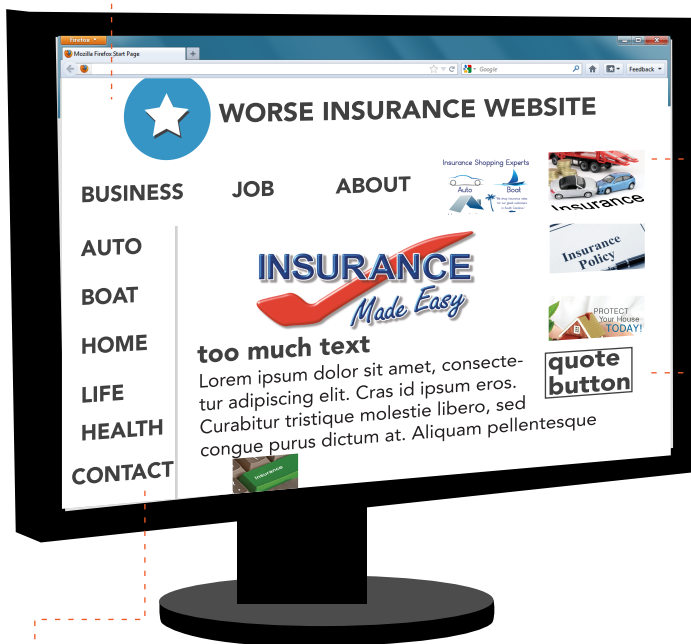 Firefox
Mozilla Firefox Start Page
+
Google
Feedback
WORSE INSURANCE WEBSITE
BUSINESS
JOB
ABOUT
Insurance Shopping Experts
Auto
Boat
Insurance
AUTO
BOAT
HOME
LIFE
HEALTH
CONTACT
INSURANCE
Made Easy
Insurance
Policy
PROTECT
Your House
TODAY!
too much text
Lorem ipsum dolor sit amet, consecte-
tur adipiscing elit. Cras id ipsum eros.
Curabitur tristique molestie libero, sed
congue purus dictum at. Aliquam pellentesque
quote
button
Insurance